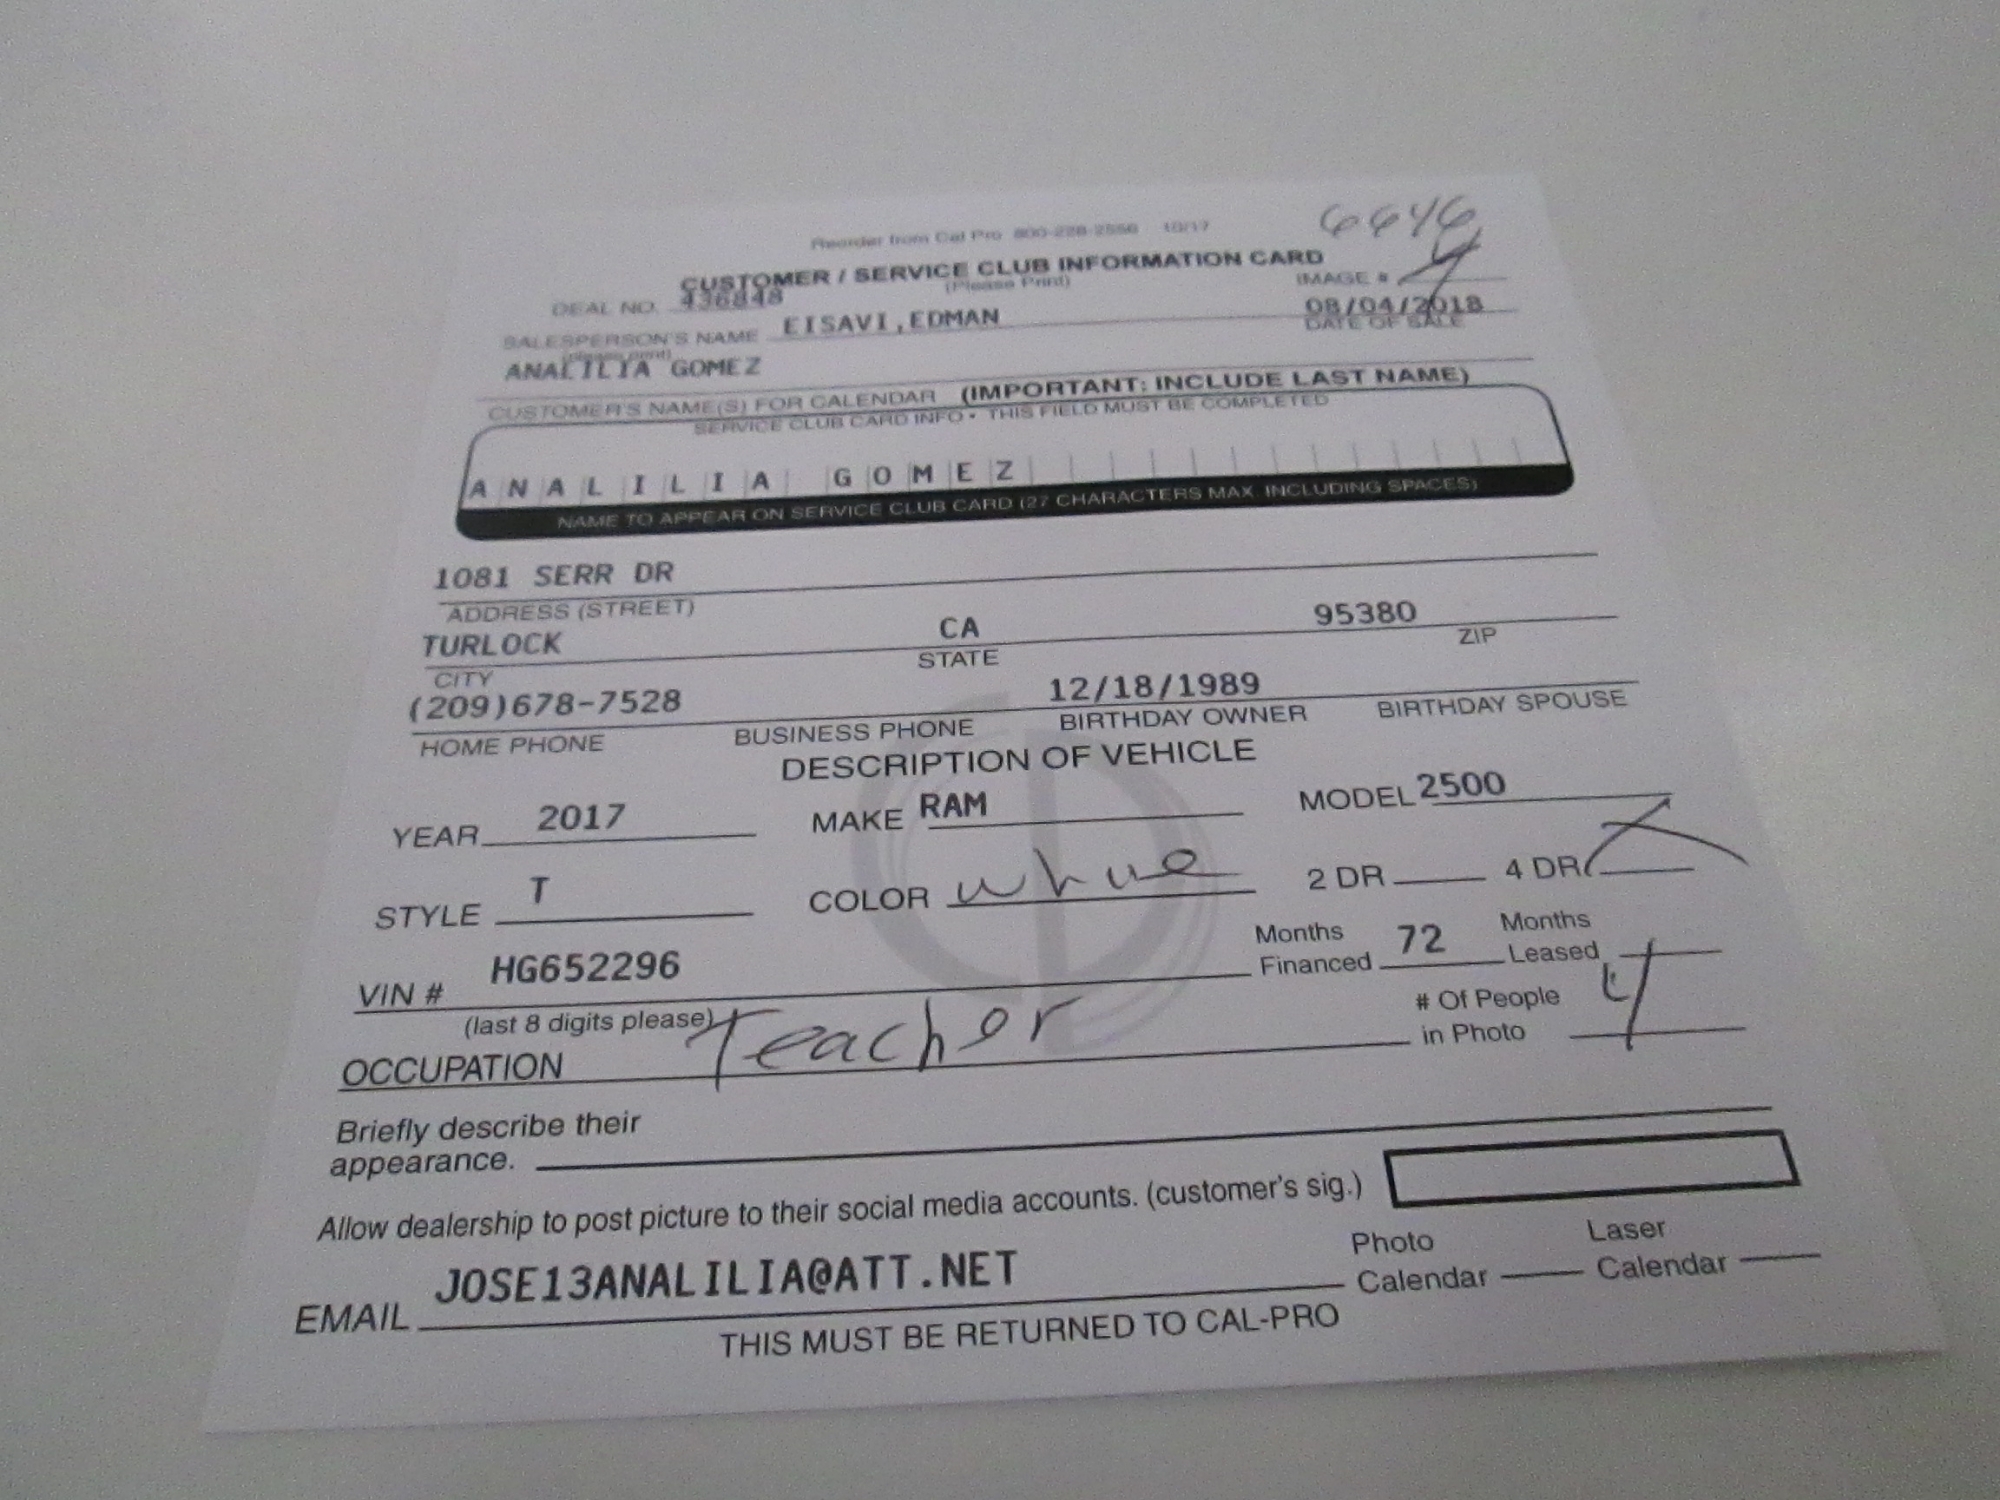 Reorder from Cal Pro 800-228-2556 10/17
6646
CUSTOMER / SERVICE CLUB INFORMATION CARD
(Please Print)
IMAGE #
DEAL NO. 436848
SALESPERSON'S NAME EISAVI,EDMAN
(please print)
08/04/2018
DATE OF SALE
ANALILIA GOMEZ
CUSTOMER'S NAME(S) FOR CALENDAR (IMPORTANT: INCLUDE LAST NAME)
SERVICE CLUB CARD INFO • THIS FIELD MUST BE COMPLETED
ANALILIA GOMEZ
NAME TO APPEAR ON SERVICE CLUB CARD (27 CHARACTERS MAX INCLUDING SPACES)
1081 SERR DR
ADDRESS (STREET)
TURLOCK CA 95380
CITY STATE ZIP
(209)678-7528 12/18/1989
HOME PHONE BUSINESS PHONE BIRTHDAY OWNER BIRTHDAY SPOUSE
DESCRIPTION OF VEHICLE
YEAR 2017 MAKE RAM MODEL 2500
STYLE T COLOR white 2 DR 4 DR X
VIN # HG652296 Months Financed 72 Months Leased
(last 8 digits please)
OCCUPATION Teacher # Of People in Photo 4
Briefly describe their
appearance.
Allow dealership to post picture to their social media accounts. (customer's sig.)
EMAIL JOSE13ANALILIA@ATT.NET Photo Calendar Laser Calendar
THIS MUST BE RETURNED TO CAL-PRO